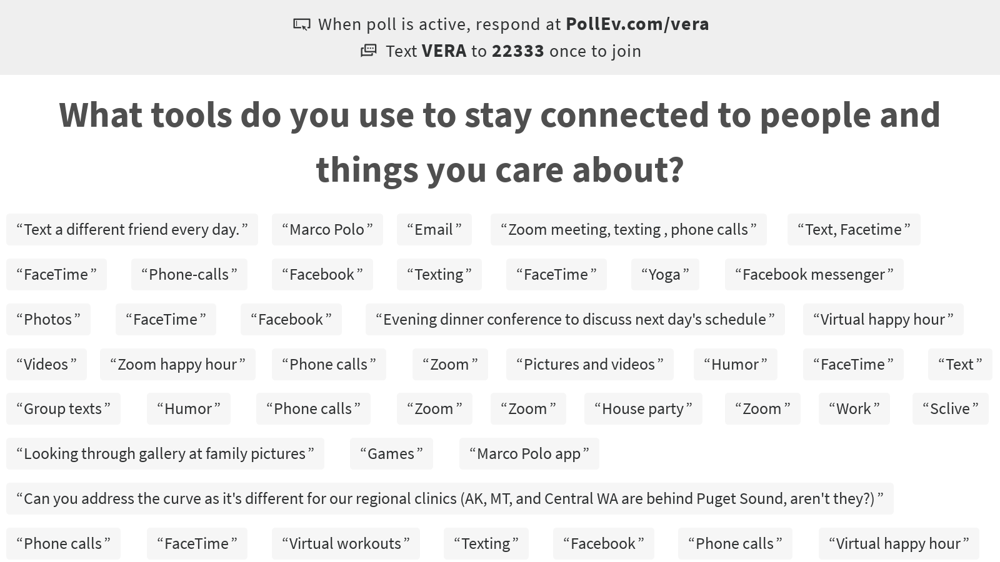 When poll is active, respond at PollEv.com/vera
Text VERA to 22333 once to join
What tools do you use to stay connected to people and
things you care about?
“Text a different friend every day.” “Marco Polo” “Email” “Zoom meeting, texting , phone calls” “Text, Facetime”
“FaceTime” “Phone-calls” “Facebook” “Texting” “FaceTime” “Yoga” “Facebook messenger”
“Photos” “FaceTime” “Facebook” “Evening dinner conference to discuss next day's schedule” “Virtual happy hour”
“Videos” “Zoom happy hour” “Phone calls” “Zoom” “Pictures and videos” “Humor” “FaceTime” “Text”
“Group texts” “Humor” “Phone calls” “Zoom” “Zoom” “House party” “Zoom” “Work” “Sclive”
“Looking through gallery at family pictures” “Games” “Marco Polo app”
“Can you address the curve as it's different for our regional clinics (AK, MT, and Central WA are behind Puget Sound, aren't they?)”
“Phone calls” “FaceTime” “Virtual workouts” “Texting” “Facebook” “Phone calls” “Virtual happy hour”